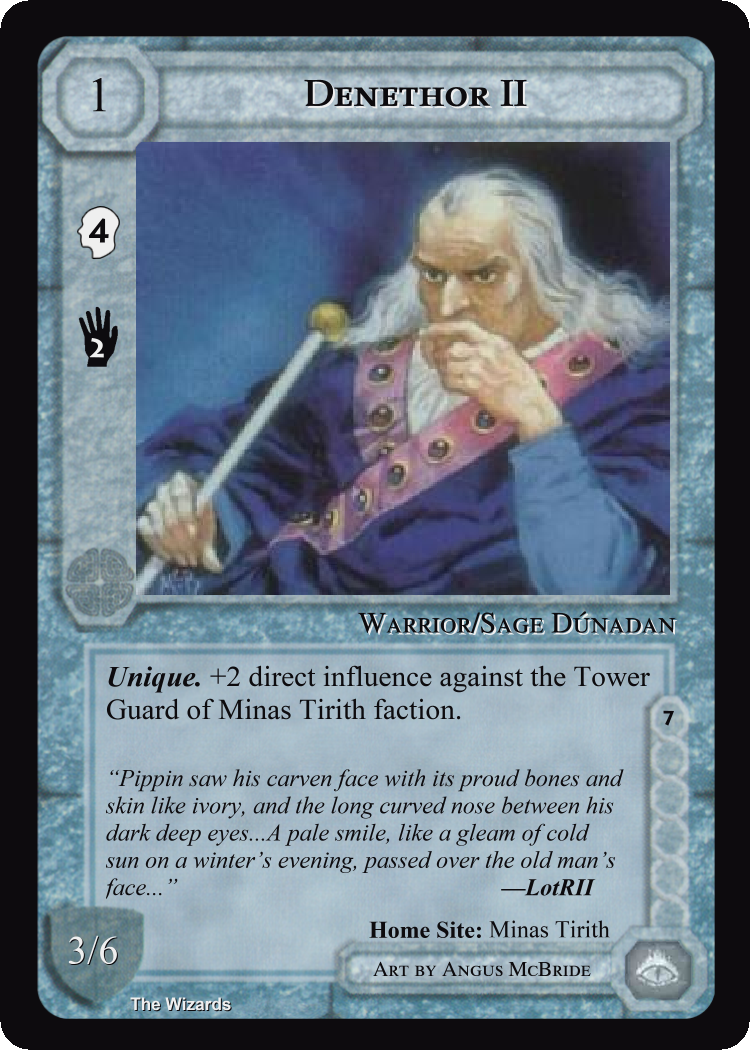 1
DENETHOR II
4
2
WARRIOR/SAGE DÚNADAN
Unique. +2 direct influence against the Tower
Guard of Minas Tirith faction.
7
“Pippin saw his carven face with its proud bones and
skin like ivory, and the long curved nose between his
dark deep eyes...A pale smile, like a gleam of cold
sun on a winter’s evening, passed over the old man’s
face...” —LotRII
Home Site: Minas Tirith
3/6
ART BY ANGUS MCBRIDE
The Wizards